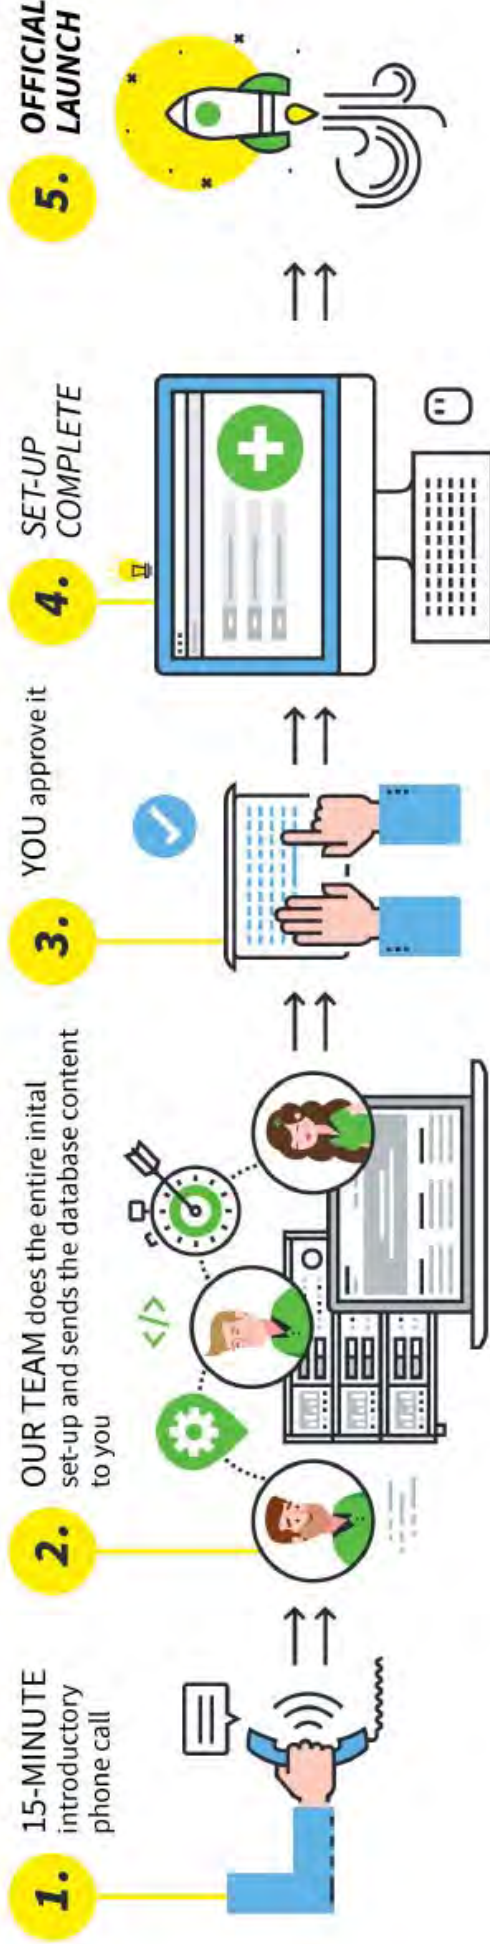 1.
15-MINUTE
introductory
phone call
2.
OUR TEAM does the entire inital
set-up and sends the database content
to you
</>
3.
YOU approve it
4.
SET-UP
COMPLETE
5.
OFFICIAL
LAUNCH